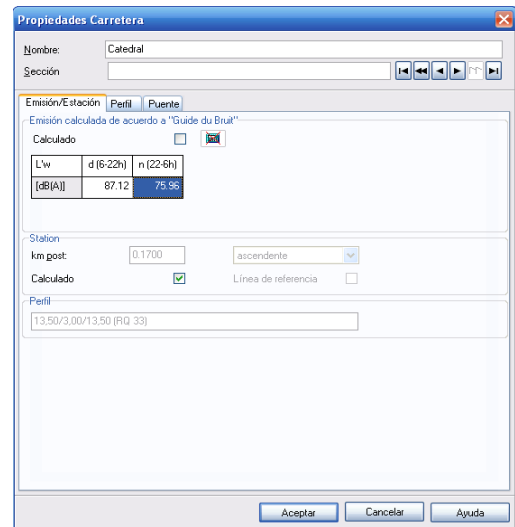 Propiedades Carretera
Nombre: Catedral
Sección
Emisión/Estación Perfil Puente
Emisión calculada de acuerdo a "Guide du Bruit"
Calculado
L'w d (6-22h) n (22-6h)
[dB(A)] 87.12 75.96
Station
km post: 0.1700 ascendente
Calculado Línea de referencia
Perfil
13,50/3,00/13,50 (RQ 33)
Aceptar Cancelar Ayuda